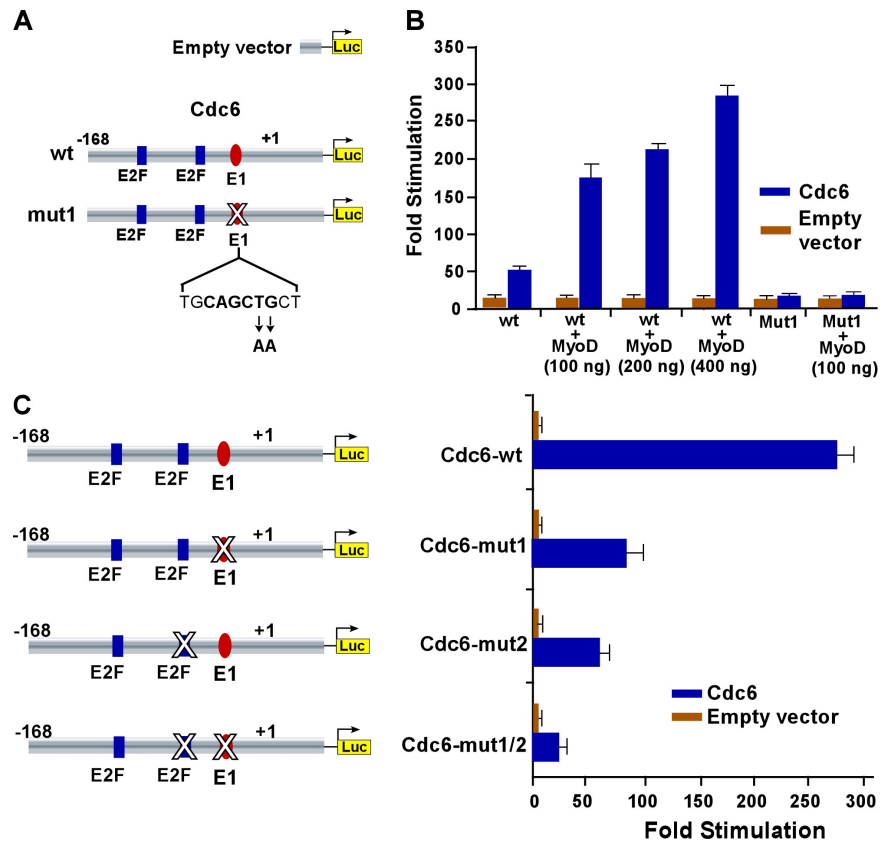 A
Empty vector
Luc
Cdc6
-168
+1
wt
Luc
E2F
E2F
E1
mut1
Luc
E2F
E2F
E1
TGCAGCTGCT
AA
B
Fold Stimulation
350
300
250
200
150
100
50
0
Cdc6
Empty
vector
wt
wt
+
MyoD
(100 ng)
wt
+
MyoD
(200 ng)
wt
+
MyoD
(400 ng)
Mut1
Mut1
+
MyoD
(100 ng)
C
-168
+1
Luc
E2F
E2F
E1
-168
+1
Luc
E2F
E2F
E1
-168
+1
Luc
E2F
E2F
E1
-168
+1
Luc
E2F
E2F
E1
Cdc6-wt
Cdc6-mut1
Cdc6-mut2
Cdc6-mut1/2
Cdc6
Empty vector
0 50 100 150 200 250 300
Fold Stimulation